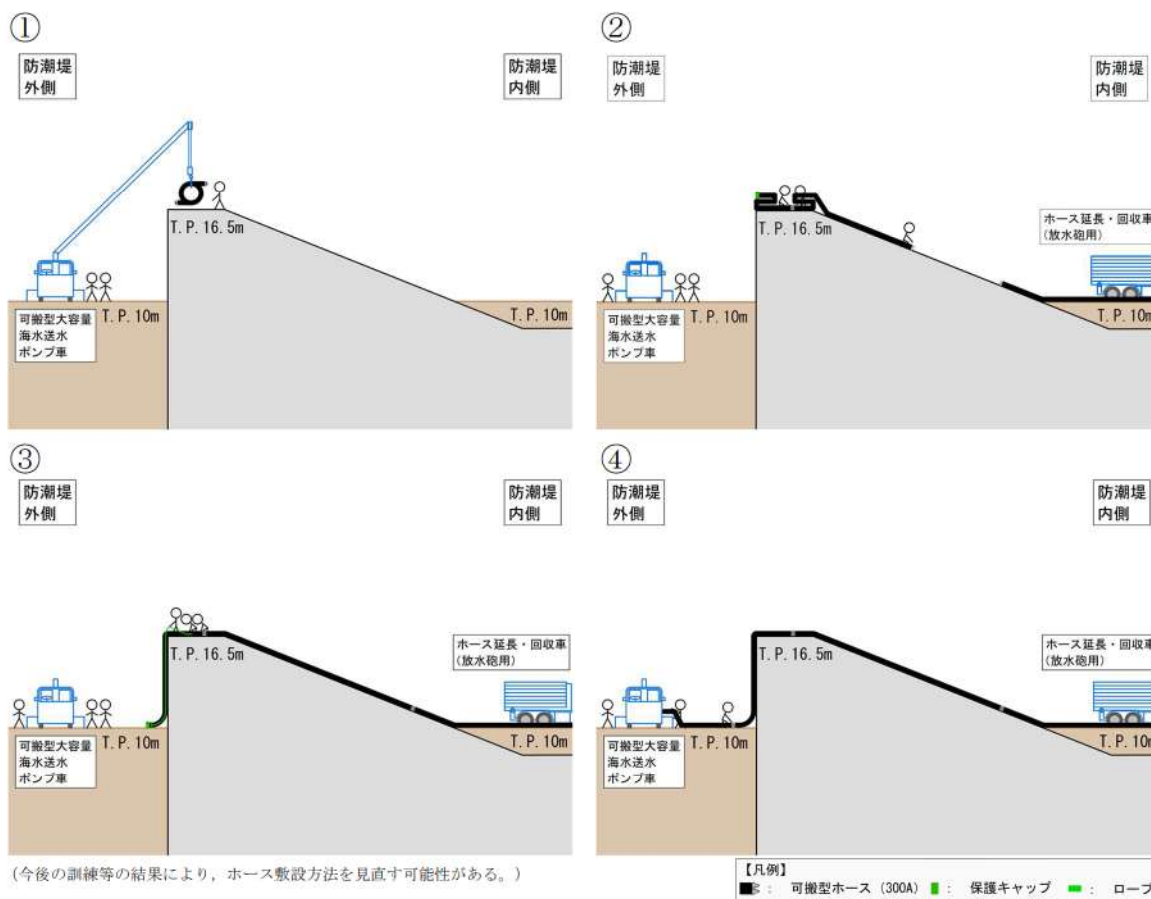 ①
防潮堤
外側
防潮堤
内側
T.P.16.5m
可搬型大容量
海水送水
ポンプ車
T.P.10m
T.P.10m
②
防潮堤
外側
防潮堤
内側
T.P.16.5m
ホース延長・回収車
(放水砲用)
可搬型大容量
海水送水
ポンプ車
T.P.10m
T.P.10m
③
防潮堤
外側
防潮堤
内側
T.P.16.5m
ホース延長・回収車
(放水砲用)
可搬型大容量
海水送水
ポンプ車
T.P.10m
T.P.10m
④
防潮堤
外側
防潮堤
内側
T.P.16.5m
ホース延長・回収車
(放水砲用)
可搬型大容量
海水送水
ポンプ車
T.P.10m
T.P.10m
(今後の訓練等の結果により，ホース敷設方法を見直す可能性がある。)
【凡例】
： 可搬型ホース (300A) ： 保護キャップ ： ロープ